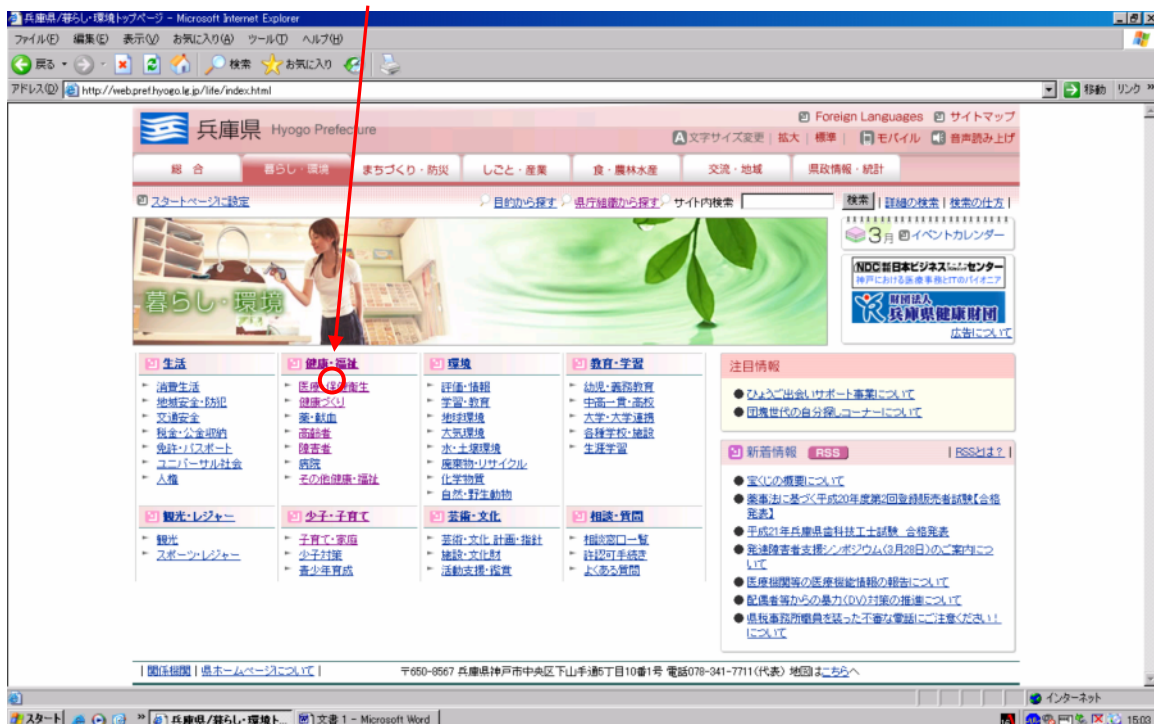 兵庫県/暮らし・環境トップページ - Microsoft Internet Explorer
ファイル(F) 編集(E) 表示(V) お気に入り(A) ツール(T) ヘルプ(H)
戻る 検索 お気に入り
アドレス(D) http://web.pref.hyogo.lg.jp/life/index.html 移動 リンク »
兵庫県 Hyogo Prefecture
Foreign Languages サイトマップ
A 文字サイズ変更 | 拡大 | 標準 | モバイル 音声読み上げ
総合 暮らし・環境 まちづくり・防災 しごと・産業 食・農林水産 交流・地域 県政情報・統計
スタートページに設定 目的から探す 県庁組織から探す サイト内検索 検索 | 詳細の検索 | 検索の仕方 |
3月 イベントカレンダー
暮らし・環境
NDC 日本ビジネス センター
神戸における医療事務とITのパイオニア
財団法人
兵庫県健康財団
広告について
生活
消費生活
地域安全・防犯
交通安全
税金・公金収納
免許・パスポート
ユニバーサル社会
人権
健康・福祉
医療・保健衛生
健康づくり
薬・献血
高齢者
障害者
病院
その他健康・福祉
環境
評価・情報
学習・教育
地球環境
大気環境
水・土壌環境
廃棄物・リサイクル
化学物質
自然・野生動物
教育・学習
幼児・義務教育
中高一貫・高校
大学・大学連携
各種学校・施設
生涯学習
観光・レジャー
観光
スポーツ・レジャー
少子・子育て
子育て・家庭
少子対策
青少年育成
芸術・文化
芸術・文化 計画・指針
施設・文化財
活動支援・鑑賞
相談・質問
相談窓口一覧
許認可手続き
よくある質問
注目情報
●ひょうご出会いサポート事業について
●団塊世代の自分探しコーナーについて
新着情報 RSS | RSSとは? |
●宝くじの概要について
●薬事法に基づく平成20年度第2回登録販売者試験【合格
発表】
●平成21年兵庫県歯科技工士試験 合格発表
●発達障害者支援シンポジウム(3月28日)のご案内につ
いて
●医療機関等の医療機能情報の報告について
●配偶者等からの暴力(DV)対策の推進について
●県税事務所職員を装った不審な電話にご注意ください!
について
| 関係機関 | 県ホームページについて | 〒650-8567 兵庫県神戸市中央区下山手通5丁目10番1号 電話078-341-7711(代表) 地図はこちらへ
インターネット
スタート » 兵庫県/暮らし・環境ト... 文書 1 - Microsoft Word 15:03